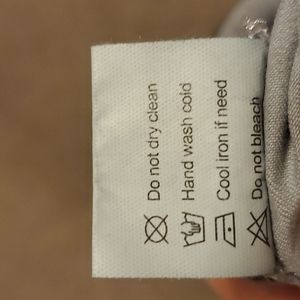 Do not dry clean
Hand wash cold
Cool iron if need
Do not bleach